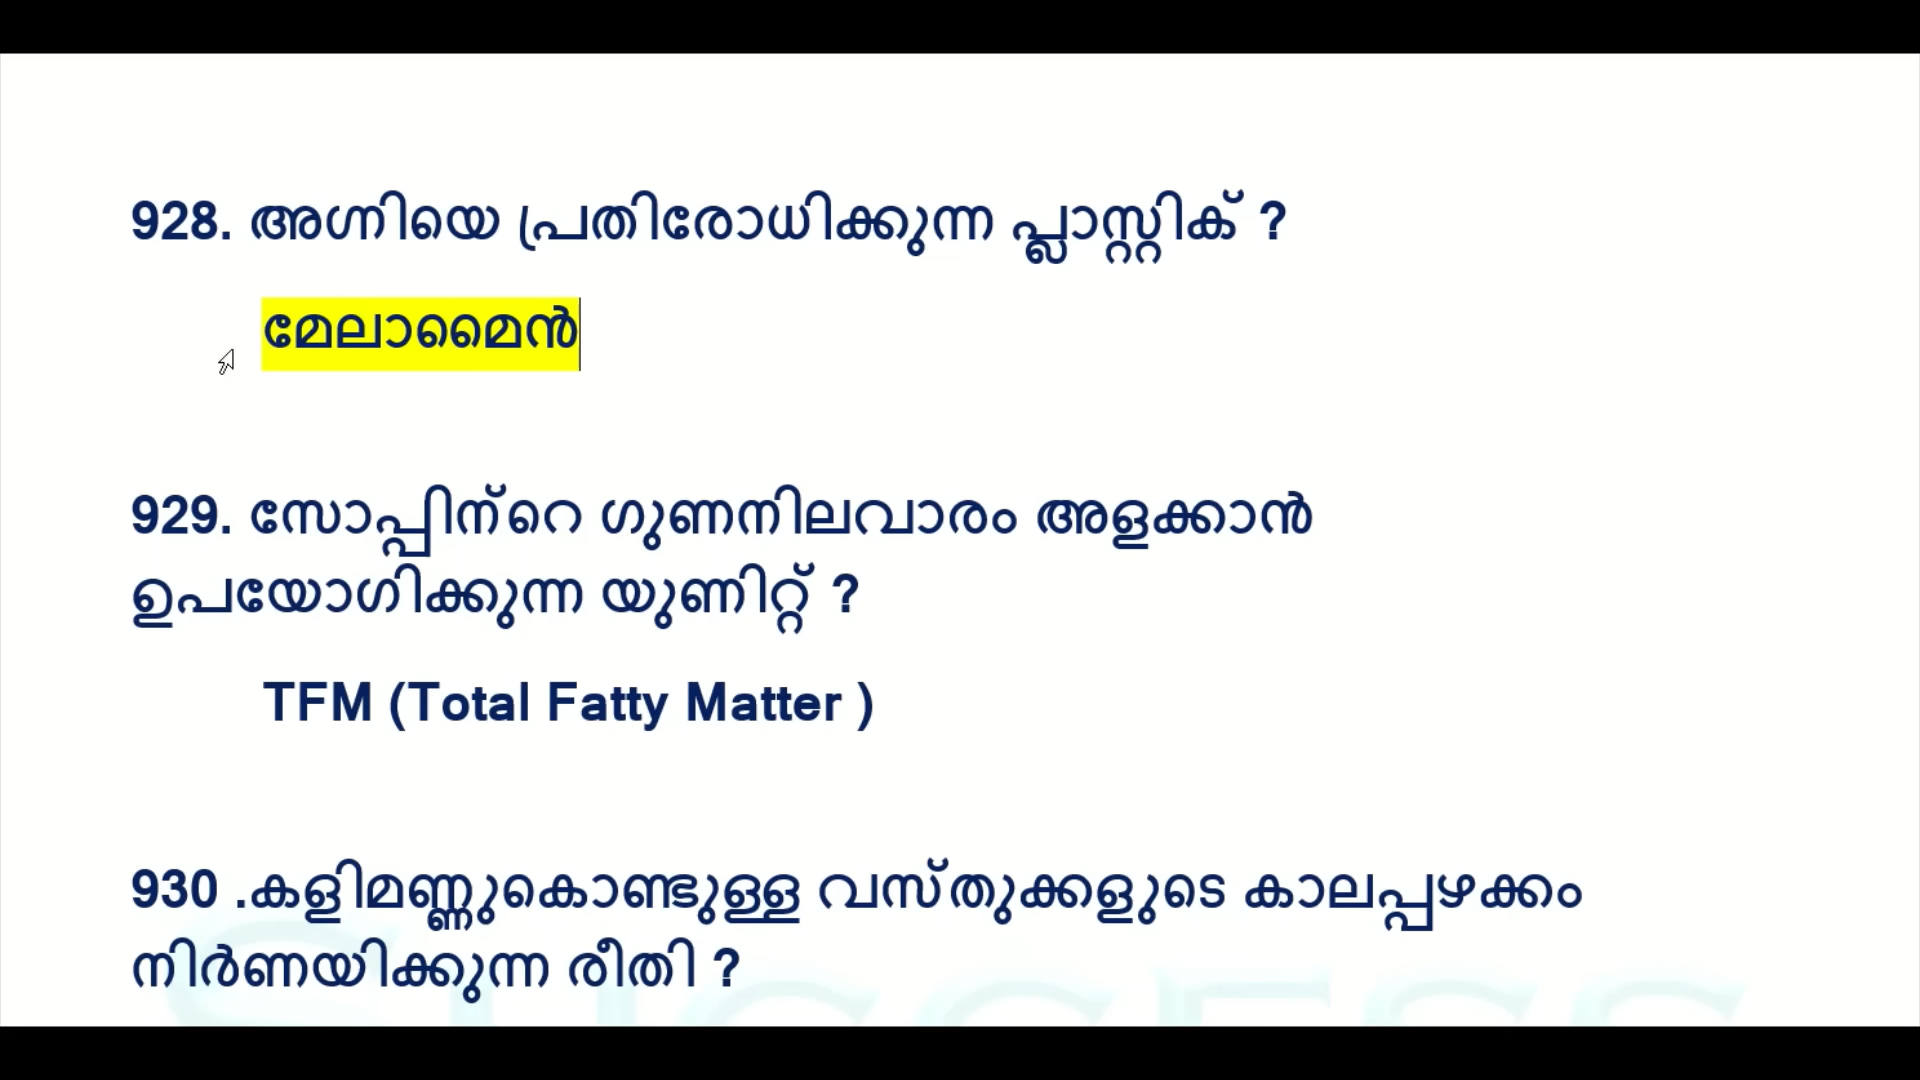 928. അഗ്നിയെ പ്രതിരോധിക്കുന്ന പ്ലാസ്റ്റിക് ?
മേലാമൈൻ
929. സോപ്പിന്റെ ഗുണനിലവാരം അളക്കാൻ
ഉപയോഗിക്കുന്ന യുണിറ്റ് ?
TFM (Total Fatty Matter )
930 .കളിമണ്ണുകൊണ്ടുള്ള വസ്തുക്കളുടെ കാലപ്പഴക്കം
നിർണയിക്കുന്ന രീതി ?
SUCCESS